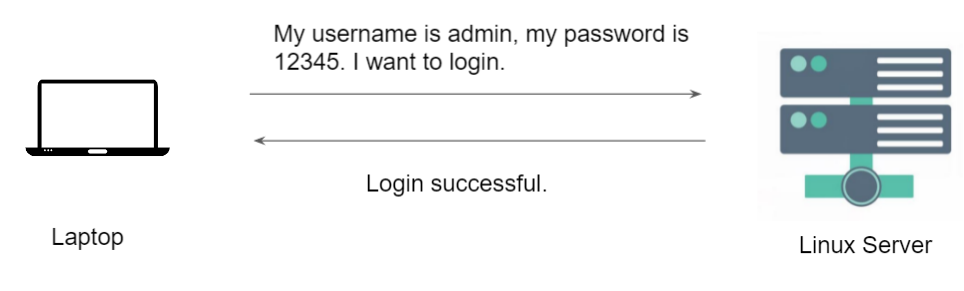 My username is admin, my password is
12345. I want to login.
Login successful.
Laptop
Linux Server